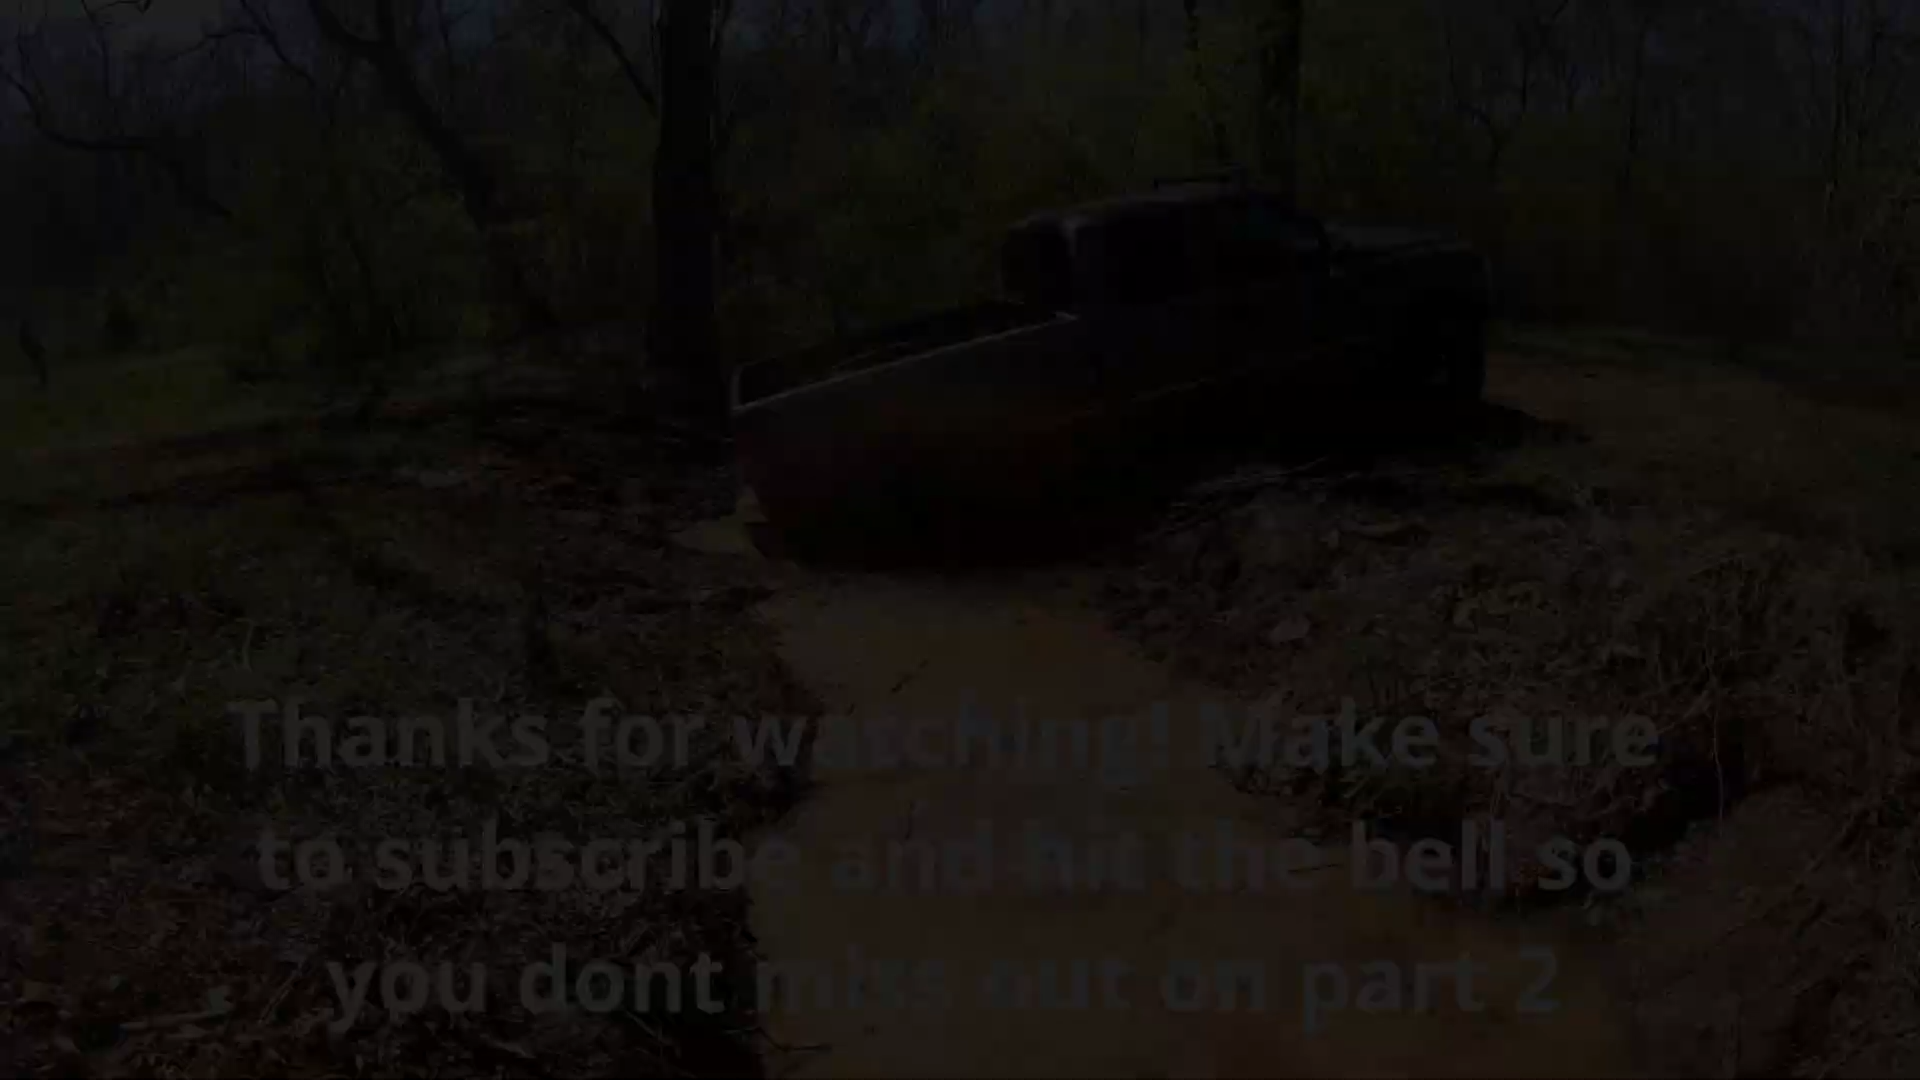 Thanks for watching! Make sure
to subscribe and hit the bell so
you dont miss out on part 2